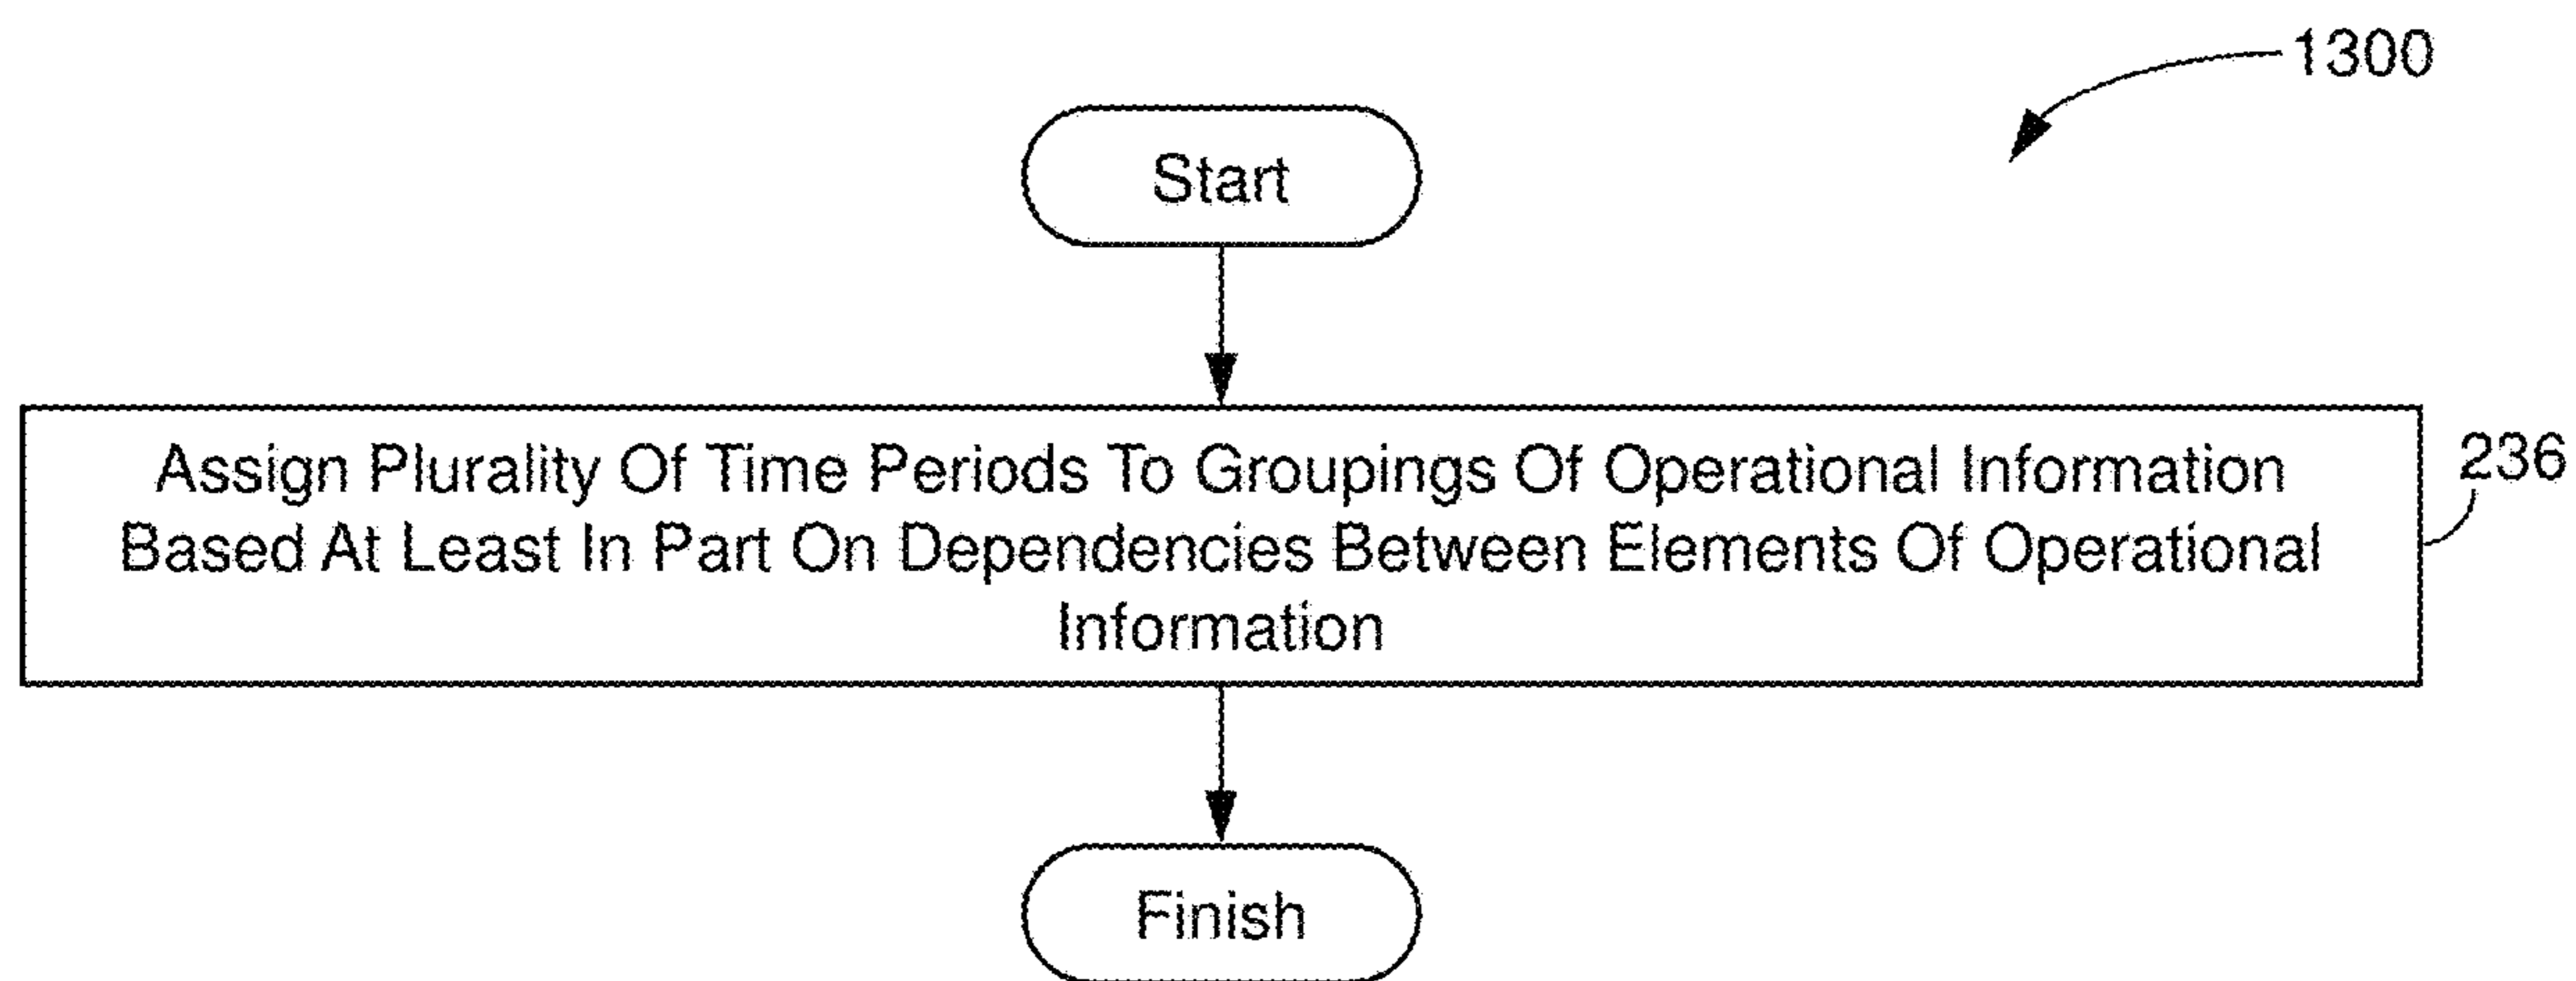 1300
Start
Assign Plurality Of Time Periods To Groupings Of Operational Information
Based At Least In Part On Dependencies Between Elements Of Operational
Information
236
Finish